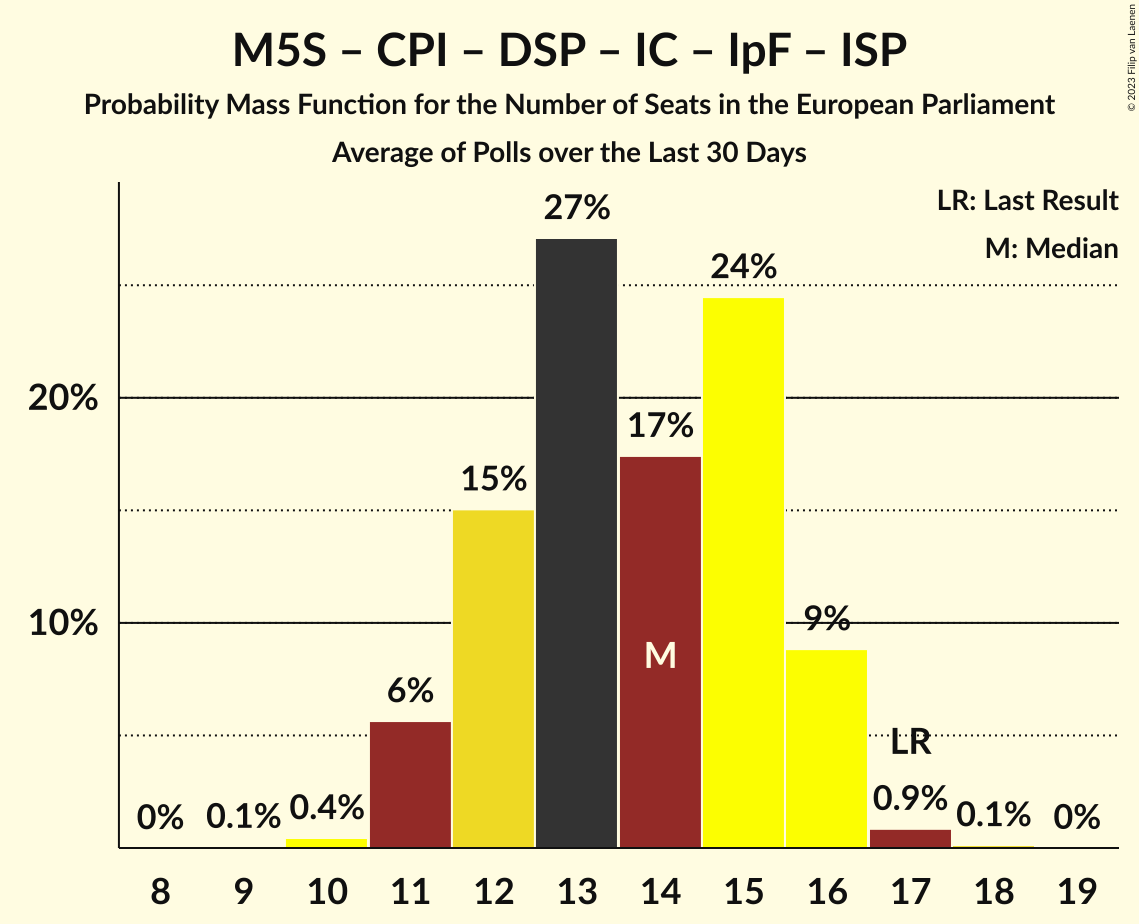 M5S – CPI – DSP – IC – IpF – ISP
Probability Mass Function for the Number of Seats in the European Parliament
Average of Polls over the Last 30 Days
© 2023 Filip van Laenen
LR: Last Result
M: Median
27%
24%
20%
17%
15%
10%
9%
M
6%
LR
0% 0.1% 0.4% 0.9% 0.1% 0%
8 9 10 11 12 13 14 15 16 17 18 19